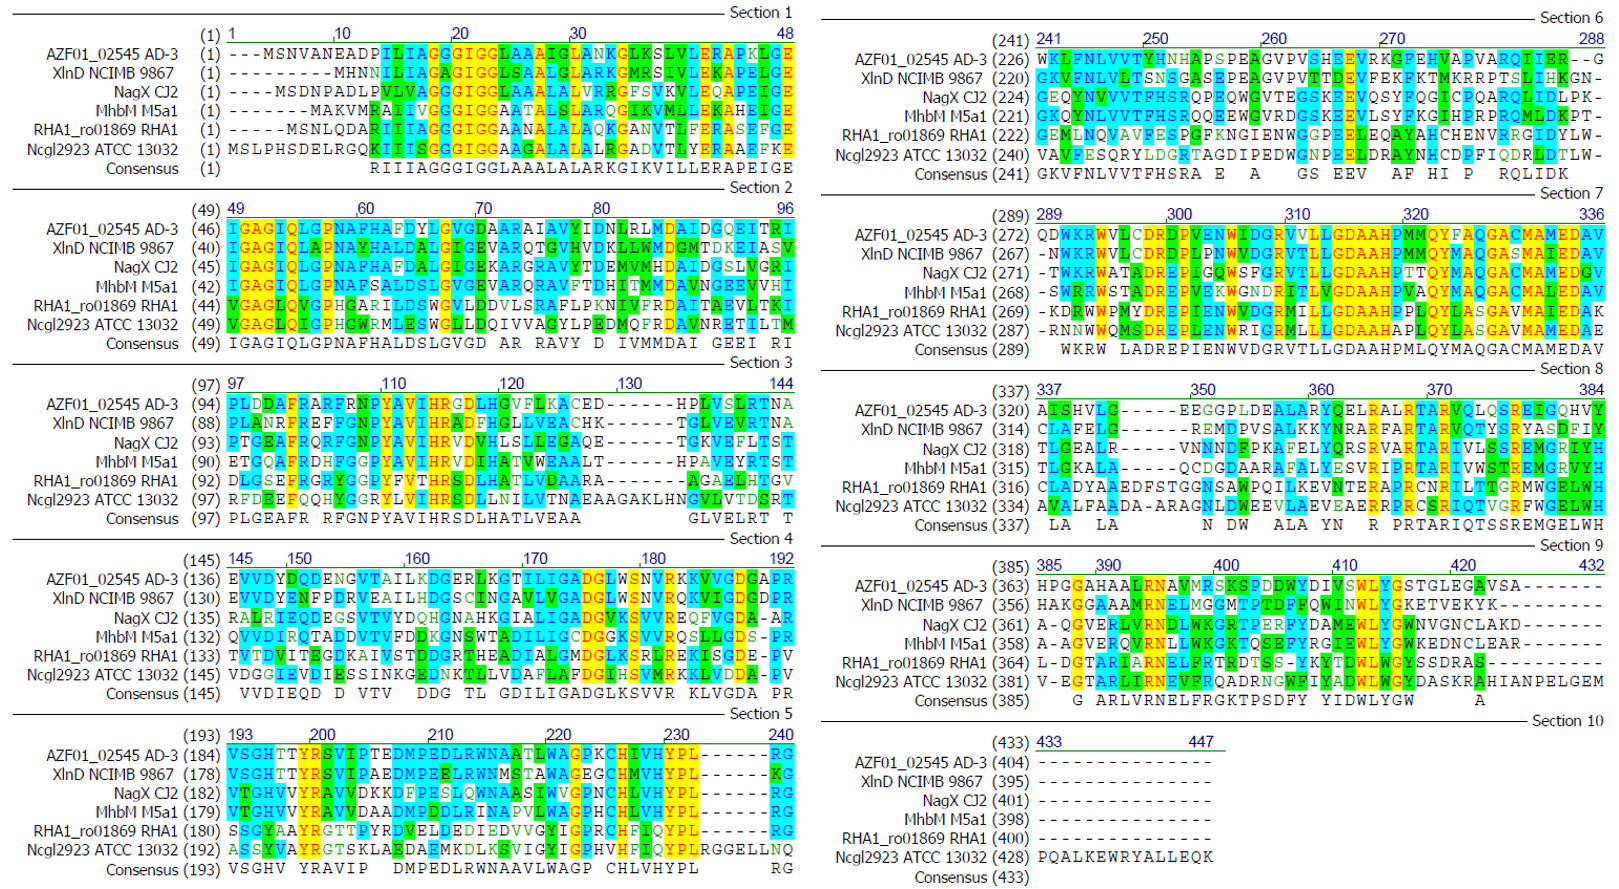 Section 1
(1) 1 10 20 30 48
AZF01_02545 AD-3 (1) ---MSNVANEADPILIAGGGIGGLAAAIGLANKGLKSLVLERAPKLGE
XlnD NCIMB 9867 (1) ---------MHNNILIAGAGIGGLSAALGLARKGMRSIVLEKAPELGE
NagX CJ2 (1) ----MSDNPADLPVLVAGGGIGGLAAALALVRRGFSVKVLEQAPEIGE
MhbM M5a1 (1) -------MAKVMRAIIVGGGIGGAATALSLARQGIKVMLLEKAHEIGE
RHA1_ro01869 RHA1 (1) -----MSNLQDARIIIAGGGIGGAANALALAQKGANVTLFERASEFGE
Ncgl2923 ATCC 13032 (1) MSLPHSDELRGQKIIISGGGIGGAAGALALALRGADVTLYERAAEFKE
Consensus (1) RIIIAGGGIGGLAAALALARKGIKVILLERAPEIGE
Section 2
(49) 49 60 70 80 96
AZF01_02545 AD-3 (46) IGAGIQLGPNAFHAFDYLGVGDAARAIAVYIDNLRLMDAIDGQEITRI
XlnD NCIMB 9867 (40) IGAGIQLAPNAYHALDALGIGEVARQTGVHVDKLLWMDGMTDKEIASV
NagX CJ2 (45) IGAGIQLGPNAFHAFDALGIGEKARGRAVYTDEMVMHDAIDGSLVGRI
MhbM M5a1 (42) IGAGIQLGPNAFSALDSLGVGEVARQRAVFTDHITMMDAVNGEEVVHI
RHA1_ro01869 RHA1 (44) VGAGLQVGPHGARILDSWGVLDDVLSRAFLPKNIVFRDAITAEVLTKI
Ncgl2923 ATCC 13032 (49) VGAGLQIGPHGWRMLESWGLLDQIVVAGYLPEDMQFRDAVNRETILTM
Consensus (49) IGAGIQLGPNAFHALDSLGVGD AR RAVY D IVMMDAI GEEI RI
Section 3
(97) 97 110 120 130 144
AZF01_02545 AD-3 (94) PLDDAFRARFRNPYAVIHRGDLHGVFLKACED------HPLVSLRTNA
XlnD NCIMB 9867 (88) PLANRFREFFGNPYAVIHRADFHGLLVEACHK------TGLVEVRTNA
NagX CJ2 (93) PTGEAFRQRFGNPYAVIHRVDVHLSLLEGAQE------TGKVEFLTST
MhbM M5a1 (90) ETGQAFRDHFGGPYAVIHRVDIHATVWEAALT------HPAVEYRTST
RHA1_ro01869 RHA1 (92) DLGSEFRGRYGGPYFVTHRSDLHATLVDAARA------AGAELHTGV
Ncgl2923 ATCC 13032 (97) RFDEEFQQHYGGRYLVIHRSDLLNILVTNAEAAGAKLHNGVLVTDSRT
Consensus (97) PLGEAFR RFGNPYAVIHRSDLHATLVEAA GLVELRT T
Section 4
(145) 145 150 160 170 180 192
AZF01_02545 AD-3 (136) EVVDYDQDENGVTAILKDGERLKGTILIGADGLWSNVRKKVVGDGAPR
XlnD NCIMB 9867 (130) EVVDYENFPDRVEAILHDGSCINGAVLVGADGLWSNVRQKVIGDGDPR
NagX CJ2 (135) RALRIEQDEGSVTVYDQHGNAHKGIALIGADGVKSVVREQFVGDA-AR
MhbM M5a1 (132) QVVDIRQTADDVTVFDDKGNSWTADILIGCDGGKSVVRQSLLGDS-PR
RHA1_ro01869 RHA1 (133) TVTDVITEGDKAIVSTDDGRTHEADIALGMDGLKSRLREKISGDE-PV
Ncgl2923 ATCC 13032 (145) VDGGIEVDIESSINKGEDNKTLLVDAFLAFDGIHSVMRKKLVDDA-PV
Consensus (145) VVDIEQD D VTV DDG TL GDILIGADGLKSVVR KLVGDA PR
Section 5
(193) 193 200 210 220 230 240
AZF01_02545 AD-3 (184) VSGHTTYRSVIPTEDMPEDLRWNAATLWAGPKCHIVHYPL------RG
XlnD NCIMB 9867 (178) VSGHTTYRSVIPAEDMPEELRWNMSTAWAGEGCHMVHYPL------KG
NagX CJ2 (182) VTGHVVYRAVVDKKDFPESLQWNAASIWVGPNCHLVHYPL------RG
MhbM M5a1 (179) VTGHVVYRAVVDAADMPDDLRINAPVLWAGPHCHLVHYPL------RG
RHA1_ro01869 RHA1 (180) SSGYAAYRGTTPYRDVELDEDIEDVVGYIGPRCHFIQYPL------RG
Ncgl2923 ATCC 13032 (192) ASSYVAYRGTSKLAEDAEMKDLKSVIGYIGPHVHFIQYPLRGGELLNQ
Consensus (193) VSGHV YRAVIP DMPEDLRWNAAVLWAGP CHLVHYPL RG
Section 6
(241) 241 250 260 270 288
AZF01_02545 AD-3 (226) WKLFNLVVTYHNHAPSPEAGVPVSHEEVRKGFEHVAPVARQIIER--G
XlnD NCIMB 9867 (220) GKVFNLVLTSNSGASEPEAGVPVTTDEVFEKFKTMKRRPTSLIHKGN-
NagX CJ2 (224) GEQYNVVVTFHSRQPEQWGVTEGSKEEVQSYFQGICPQARQLIDLPK-
MhbM M5a1 (221) GKQYNLVVTFHSRQQEEWGVRDGSKEEVLSYFKGIHPRPRQMLDKPT-
RHA1_ro01869 RHA1 (222) GEMLNQVAVFESPGFKNGIENWGGPEELEQAYAHCHENVRRGIDYLW-
Ncgl2923 ATCC 13032 (240) VAVFESQRYLDGRTAGDIPEDWGNPEELDRAYNHCDPFIQDRLDTLW-
Consensus (241) GKVFNLVVTFHSRA E A GS EEV AF HI P RQLIDK
Section 7
(289) 289 300 310 320 336
AZF01_02545 AD-3 (272) QDWKRWVLCDRDPVENWIDGRVVLLGDAAHPMMQYFAQGACMAMEDAV
XlnD NCIMB 9867 (267) -NWKRWVLCDRDPLPNWVDGRVTLLGDAAHPMMQYMAQGASMAIEDAV
NagX CJ2 (271) -TWKRWATADREPIGQWSFGRVTLLGDAAHPTTQYMAQGACMAMEDGV
MhbM M5a1 (268) -SWRRWSTADREPVEKWGNDRITLVGDAAHPVAQYMAQGACMALEDAV
RHA1_ro01869 RHA1 (269) -KDRWWPMYDREPIENWVDGRMILLGDAAHPPLQYLASGAVMAIEDAK
Ncgl2923 ATCC 13032 (287) -RNNWWQMSDREPLENWRIGRMLLLGDAAHAPLQYLASGAVMAMEDAE
Consensus (289) WKRW LADREPIENWVDGRVTLLGDAAHPMLQYMAQGACMAMEDAV
Section 8
(337) 337 350 360 370 384
AZF01_02545 AD-3 (320) AISHVLG-----EEGGPLDEALARYQELRALRTARVQLQSREIGQHVY
XlnD NCIMB 9867 (314) CLAFELG------REMDPVSALKKYNRARFARTARVQTYSRYASDFIY
NagX CJ2 (318) TLGEALR------VNNNDFPKAFELYQRSRVARTARIVLSSREMGRIYH
MhbM M5a1 (315) TLGKALA-----QCDGDAARAFALYESVRIPRTARIVWSTREMGRVYH
RHA1_ro01869 RHA1 (316) CLADYAAEDFSTGGNSAWPQILKEVNTERAPRCNRILTTGRMWGELWH
Ncgl2923 ATCC 13032 (334) AVALFAADA-ARAGNLDWEEVLAEVEAERRPRCSRIQTVGRFWGELWH
Consensus (337) LA LA N DW ALA YN R PRTARIQTSSREMGELWH
Section 9
(385) 385 390 400 410 420 432
AZF01_02545 AD-3 (363) HPGGAHAALRNAVMRSKSPDDWYDIVSWLYGSTGLEGAVSA-------
XlnD NCIMB 9867 (356) HAKGGAAAMRNELMGGMTPTDFFQWINWLYGKETVEKYK---------
NagX CJ2 (361) A-QGVERLVRNDLWKGRTPERFYDAMEWLYGWNVGNCLAKD-------
MhbM M5a1 (358) A-AGVERQVRNLLWKGKTQSEFYRGIEWLYGWKEDNCLEAR-------
RHA1_ro01869 RHA1 (364) L-DGTARIARNELFRTRDTSS-YKYTDWLWGYSSDRAS----------
Ncgl2923 ATCC 13032 (381) V-EGTARLIRNEVFRQADRNGWFIYADWLWGYDASKRAHIANPELGEM
Consensus (385) G ARLVRNELFRGKTPSDFY YIDWLYGW A
Section 10
(433) 433 447
AZF01_02545 AD-3 (404) ---------------
XlnD NCIMB 9867 (395) ---------------
NagX CJ2 (401) ---------------
MhbM M5a1 (398) ---------------
RHA1_ro01869 RHA1 (400) ---------------
Ncgl2923 ATCC 13032 (428) PQALKEWRYALLEQK
Consensus (433)